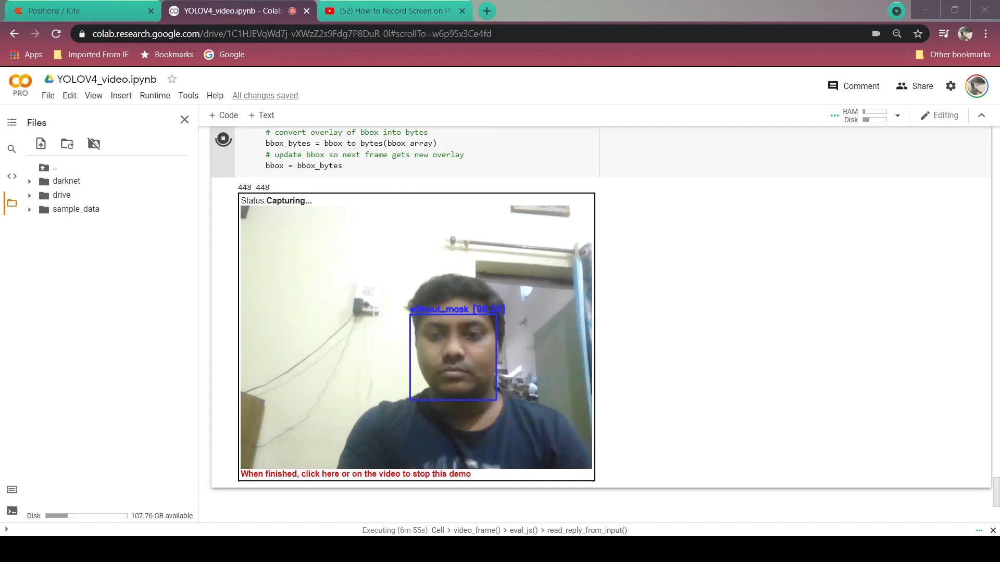 Positions / Kite
YOLOV4_video.ipynb - Colab
(52) How to Record Screen on PC
colab.research.google.com/drive/1C1HJEVqWd7j-vXWzZ2s9Fdg7P8DuR-0l#scrollTo=w6p95x3Ce4fd
Apps Imported From IE Bookmarks Google Other bookmarks
CO PRO
YOLOV4_video.ipynb
File Edit View Insert Runtime Tools Help All changes saved
Comment Share
Files
+ Code + Text
RAM
Disk
Editing
..
darknet
drive
sample_data
# convert overlay of bbox into bytes
bbox_bytes = bbox_to_bytes(bbox_array)
# update bbox so next frame gets new overlay
bbox = bbox_bytes
448 448
Status:Capturing...
without_mask [98.29]
When finished, click here or on the video to stop this demo
Disk 107.76 GB available
Executing (6m 55s) Cell > video_frame() > eval_js() > read_reply_from_input()